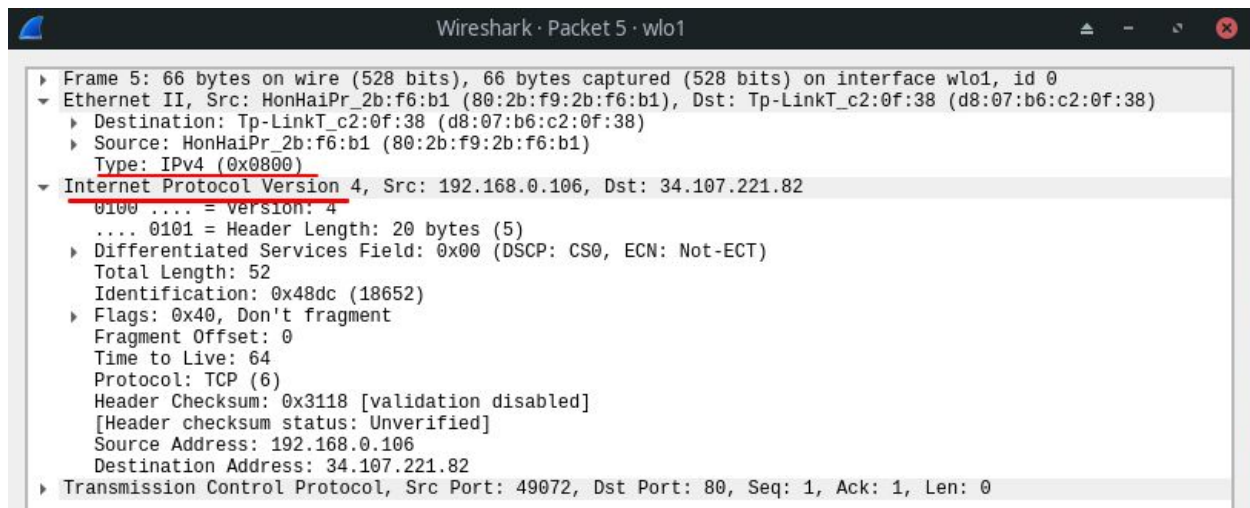 Wireshark · Packet 5 · wlo1
Frame 5: 66 bytes on wire (528 bits), 66 bytes captured (528 bits) on interface wlo1, id 0
Ethernet II, Src: HonHaiPr_2b:f6:b1 (80:2b:f9:2b:f6:b1), Dst: Tp-LinkT_c2:0f:38 (d8:07:b6:c2:0f:38)
Destination: Tp-LinkT_c2:0f:38 (d8:07:b6:c2:0f:38)
Source: HonHaiPr_2b:f6:b1 (80:2b:f9:2b:f6:b1)
Type: IPv4 (0x0800)
Internet Protocol Version 4, Src: 192.168.0.106, Dst: 34.107.221.82
0100 .... = Version: 4
.... 0101 = Header Length: 20 bytes (5)
Differentiated Services Field: 0x00 (DSCP: CS0, ECN: Not-ECT)
Total Length: 52
Identification: 0x48dc (18652)
Flags: 0x40, Don't fragment
Fragment Offset: 0
Time to Live: 64
Protocol: TCP (6)
Header Checksum: 0x3118 [validation disabled]
[Header checksum status: Unverified]
Source Address: 192.168.0.106
Destination Address: 34.107.221.82
Transmission Control Protocol, Src Port: 49072, Dst Port: 80, Seq: 1, Ack: 1, Len: 0